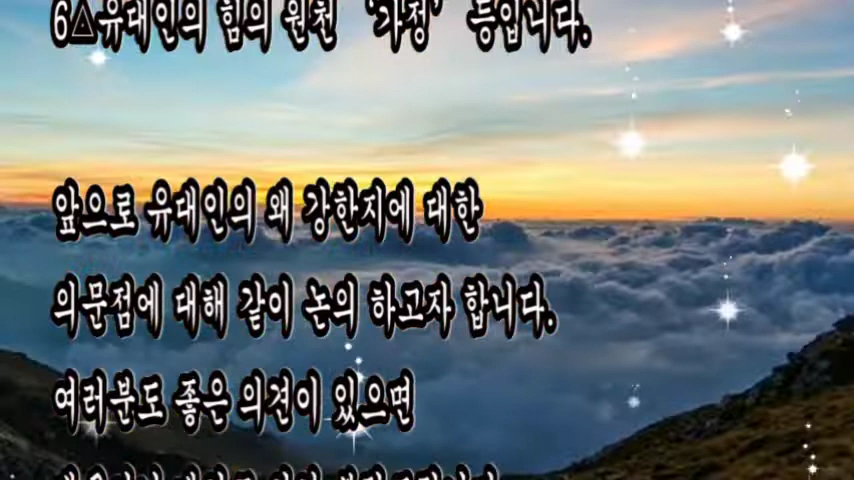 6△유대인의 힘의 원천 '가정' 등입니다.
앞으로 유대인의 왜 강한지에 대한
의문점에 대해 같이 논의 하고자 합니다.
여러분도 좋은 의견이 있으면